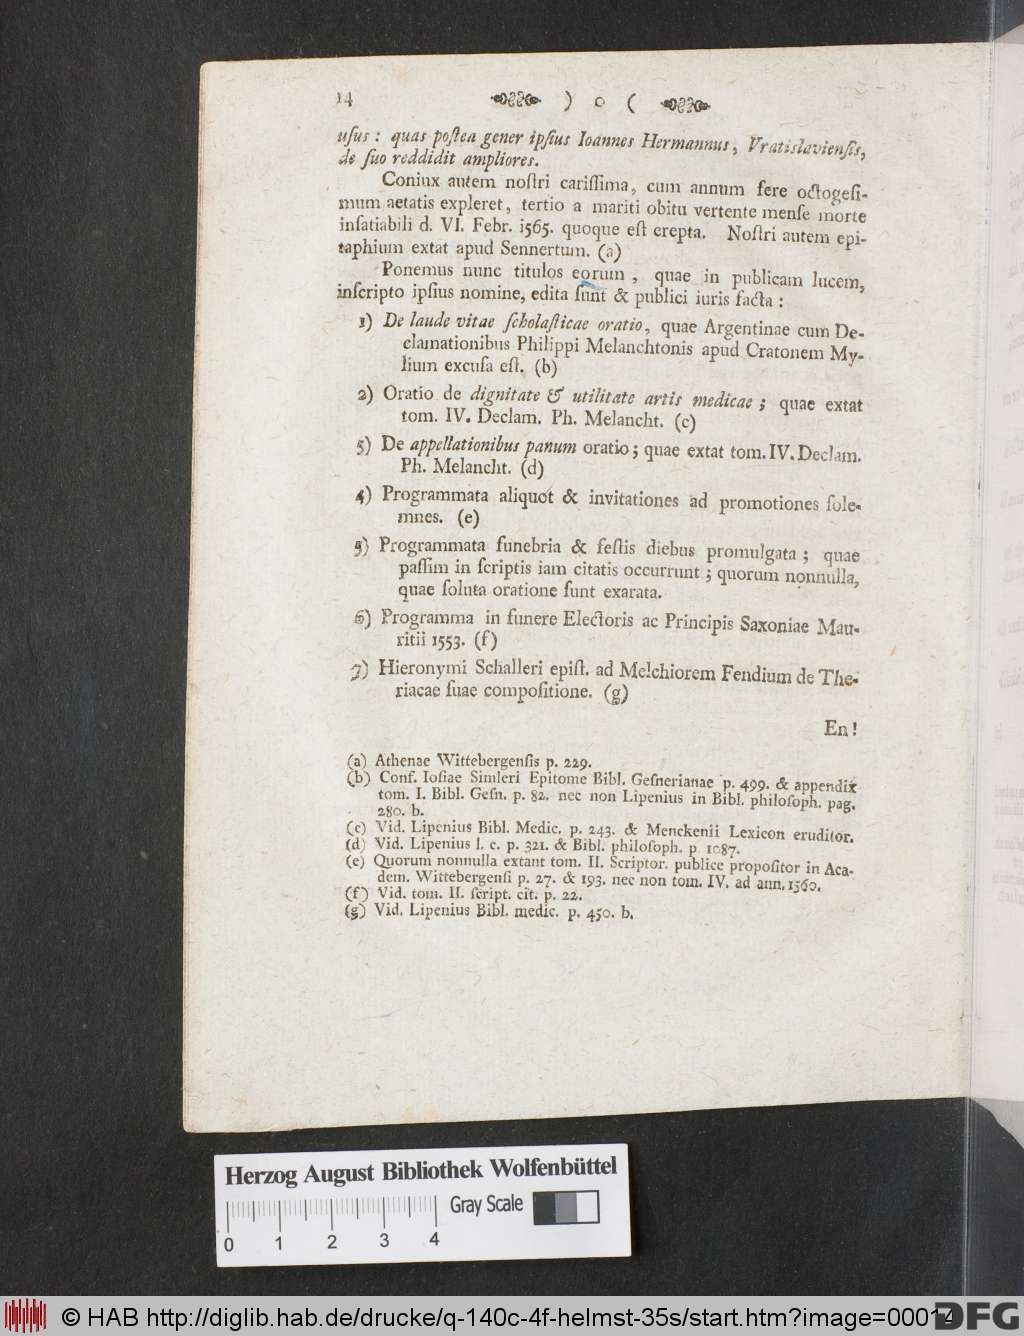 14 ) o (
uſus: quas poſtea gener ipſius Ioannes Hermannus, Vratislavienſis,
de ſuo reddidit ampliores.
Coniux autem noſtri cariſſima, cum annum fere octogeſi-
mum aetatis expleret, tertio a mariti obitu vertente menſe morte
inſatiabili d. VI. Febr. 1565. quoque eſt erepta. Noſtri autem epi-
taphium extat apud Sennertum. (a)
Ponemus nunc titulos eorum, quae in publicam lucem,
inſcripto ipſius nomine, edita ſunt & publici iuris facta:
1) De laude vitae ſcholaſticae oratio, quae Argentinae cum De-
clamationibus Philippi Melanchtonis apud Cratonem My-
lium excuſa eſt. (b)
2) Oratio de dignitate & utilitate artis medicae; quae extat
tom. IV. Declam. Ph. Melancht. (c)
3) De appellationibus panum oratio; quae extat tom. IV. Declam.
Ph. Melancht. (d)
4) Programmata aliquot & invitationes ad promotiones ſole-
mnes. (e)
5) Programmata funebria & feſtis diebus promulgata; quae
paſſim in ſcriptis iam citatis occurrunt; quorum nonnulla,
quae ſoluta oratione ſunt exarata.
6) Programma in funere Electoris ac Principis Saxoniae Mau-
ritii 1553. (f)
7) Hieronymi Schalleri epiſt. ad Melchiorem Fendium de The-
riacae ſuae compoſitione. (g)
En!
(a) Athenae Wittebergenſis p. 229.
(b) Conf. Ioſiae Simleri Epitome Bibl. Geſnerianae p. 499. & appendix
tom. I. Bibl. Geſn. p. 82. nec non Lipenius in Bibl. philoſoph. pag.
280. b.
(c) Vid. Lipenius Bibl. Medic. p. 243. & Menckenii Lexicon eruditor.
(d) Vid. Lipenius l. c. p. 321. & Bibl. philoſoph. p. 1087.
(e) Quorum nonnulla extant tom. II. Scriptor. publice propoſitor in Aca-
dem. Wittebergenſi p. 27. & 193. nec non tom. IV. ad ann. 1560.
(f) Vid. tom. II. ſcript. cit. p. 22.
(g) Vid. Lipenius Bibl. medic. p. 450. b.
Herzog August Bibliothek Wolfenbüttel
Gray Scale
0 1 2 3 4
© HAB http://diglib.hab.de/drucke/q-140c-4f-helmst-35s/start.htm?image=00014
DFG